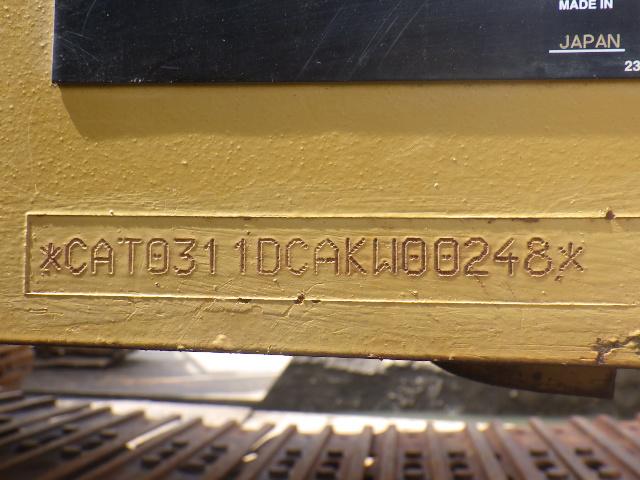 MADE IN
JAPAN
23
*CAT0311DCAKW00248*